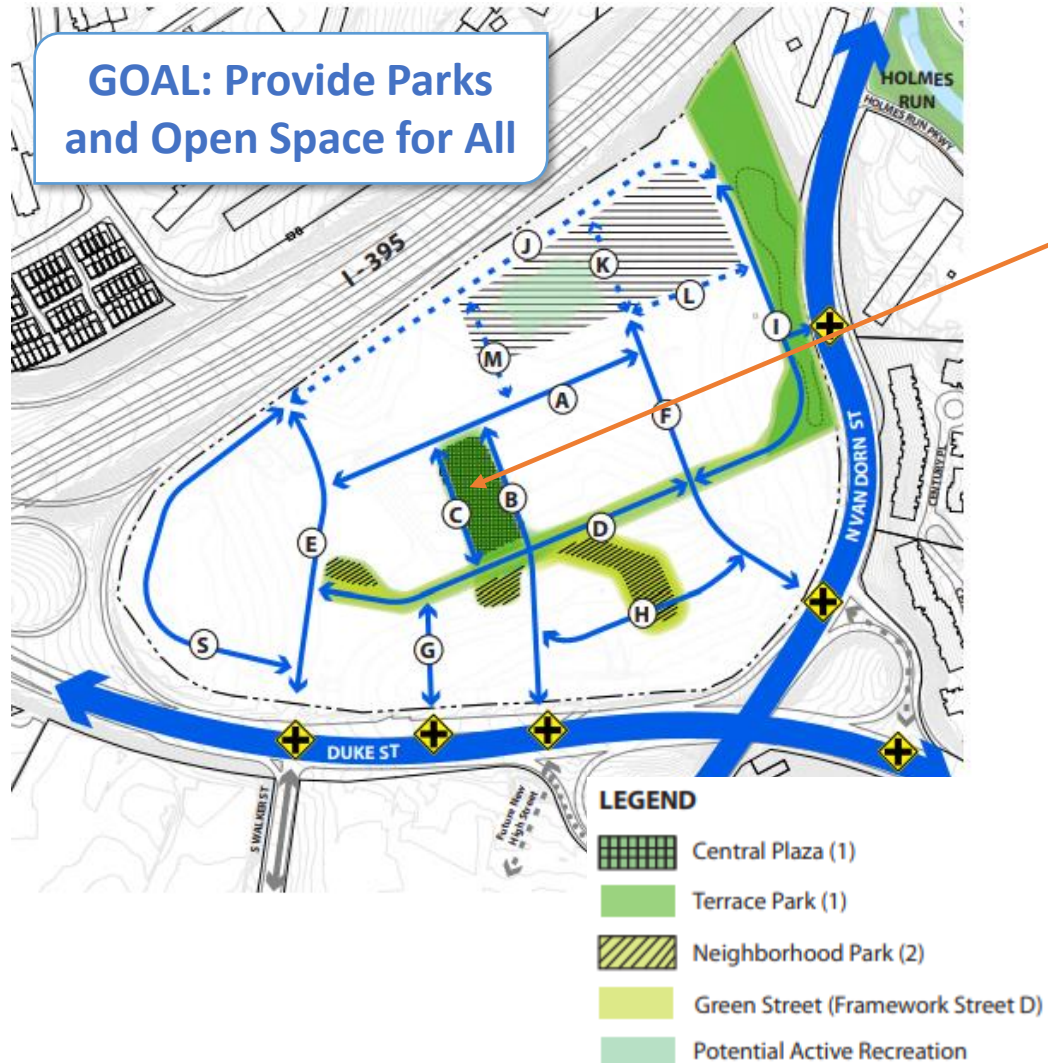 GOAL: Provide Parks
and Open Space for All
HOLMES
RUN
HOLMES RUN PKWY
I - 395
J
K
L
I
M
A
F
B
C
D
E
H
S
G
N VAN DORN ST
CENTURY PL
DUKE ST
S WALKER ST
Future New
High Street
LEGEND
Central Plaza (1)
Terrace Park (1)
Neighborhood Park (2)
Green Street (Framework Street D)
Potential Active Recreation